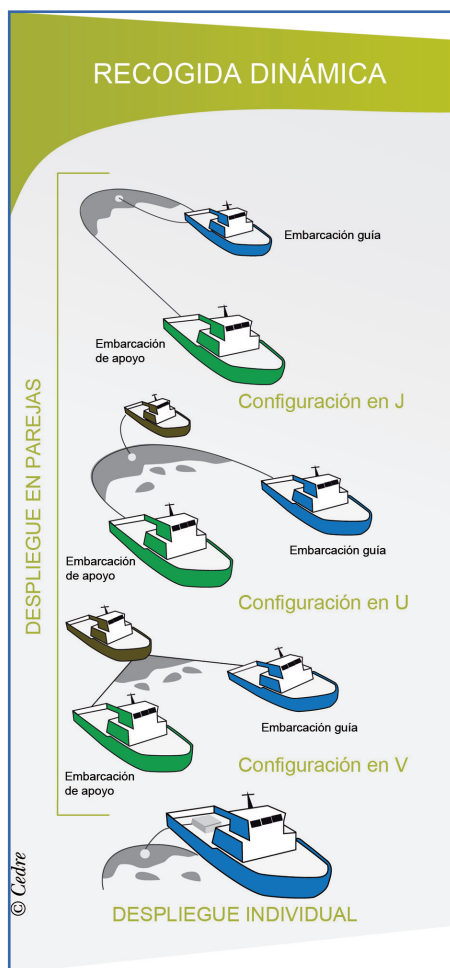 RECOGIDA DINÁMICA
DESPLIEGUE EN PAREJAS
Embarcación guía
Embarcación
de apoyo
Configuración en J
Embarcación guía
Embarcación
de apoyo
Configuración en U
Embarcación guía
Embarcación
de apoyo
Configuración en V
DESPLIEGUE INDIVIDUAL
© Cedre